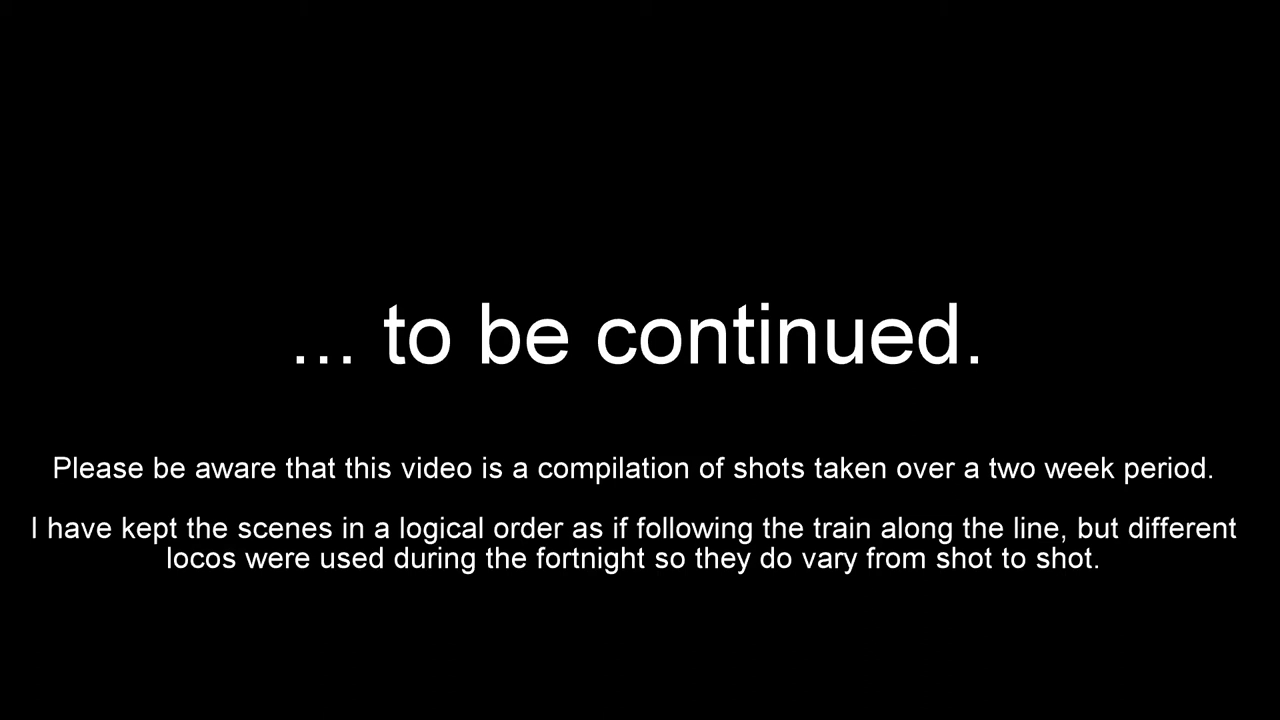 ... to be continued.
Please be aware that this video is a compilation of shots taken over a two week period.
I have kept the scenes in a logical order as if following the train along the line, but different
locos were used during the fortnight so they do vary from shot to shot.